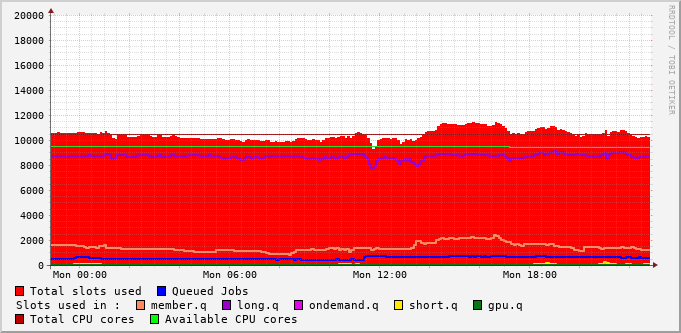 20000
18000
16000
14000
12000
10000
8000
6000
4000
2000
0
Mon 00:00 Mon 06:00 Mon 12:00 Mon 18:00
RRDTOOL / TOBI OETIKER
Total slots used Queued Jobs
Slots used in : member.q long.q ondemand.q short.q gpu.q
Total CPU cores Available CPU cores